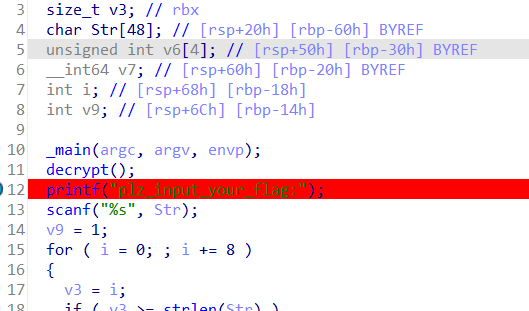 3 size_t v3; // rbx
4 char Str[48]; // [rsp+20h] [rbp-60h] BYREF
5 unsigned int v6[4]; // [rsp+50h] [rbp-30h] BYREF
6 __int64 v7; // [rsp+60h] [rbp-20h] BYREF
7 int i; // [rsp+68h] [rbp-18h]
8 int v9; // [rsp+6Ch] [rbp-14h]
9
10 _main(argc, argv, envp);
11 decrypt();
12 printf("plz input your flag:");
13 scanf("%s", Str);
14 v9 = 1;
15 for ( i = 0; ; i += 8 )
16 {
17 v3 = i;
18 if ( v3 >= strlen(Str) )